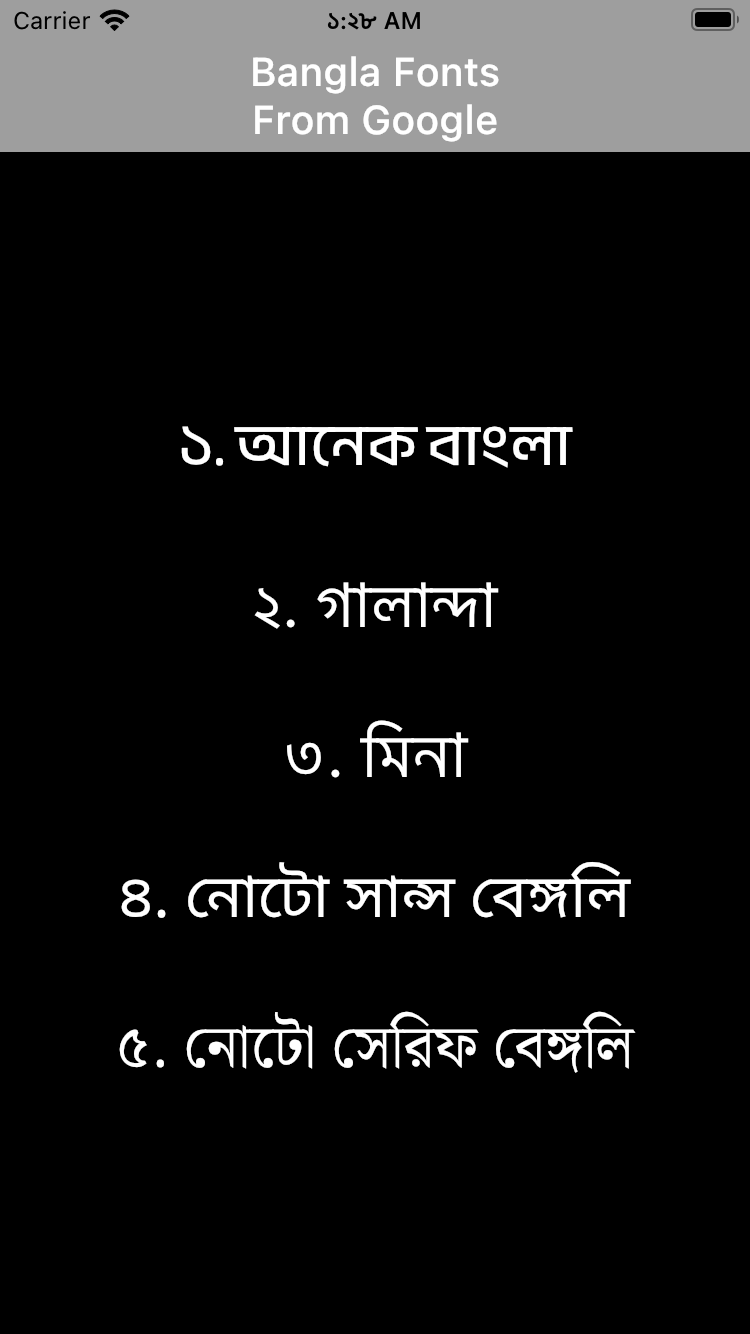 Carrier ১:২৮ AM
Bangla Fonts
From Google
১. আনেক বাংলা
২. গালান্দা
৩. মিনা
৪. নোটো সান্স বেঙ্গলি
৫. নোটো সেরিফ বেঙ্গলি